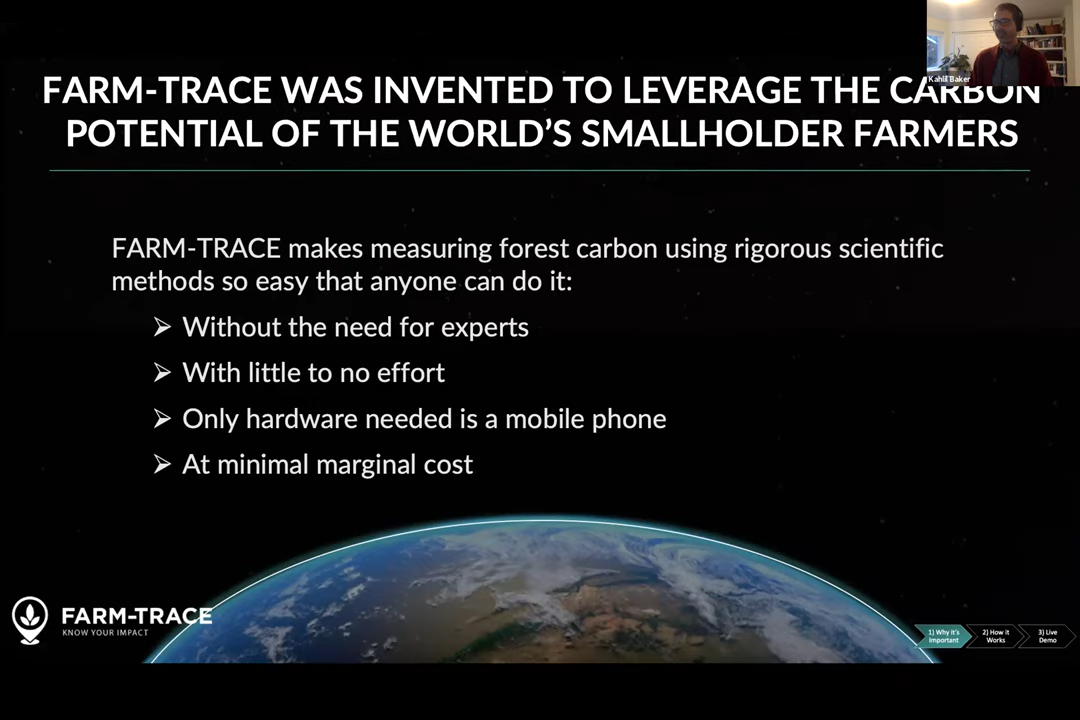 Kahlil Baker
FARM-TRACE WAS INVENTED TO LEVERAGE THE CARBON
POTENTIAL OF THE WORLD'S SMALLHOLDER FARMERS
FARM-TRACE makes measuring forest carbon using rigorous scientific
methods so easy that anyone can do it:
➢ Without the need for experts
➢ With little to no effort
➢ Only hardware needed is a mobile phone
➢ At minimal marginal cost
FARM-TRACE
KNOW YOUR IMPACT
1) Why it's
Important
2) How it
Works
3) Live
Demo